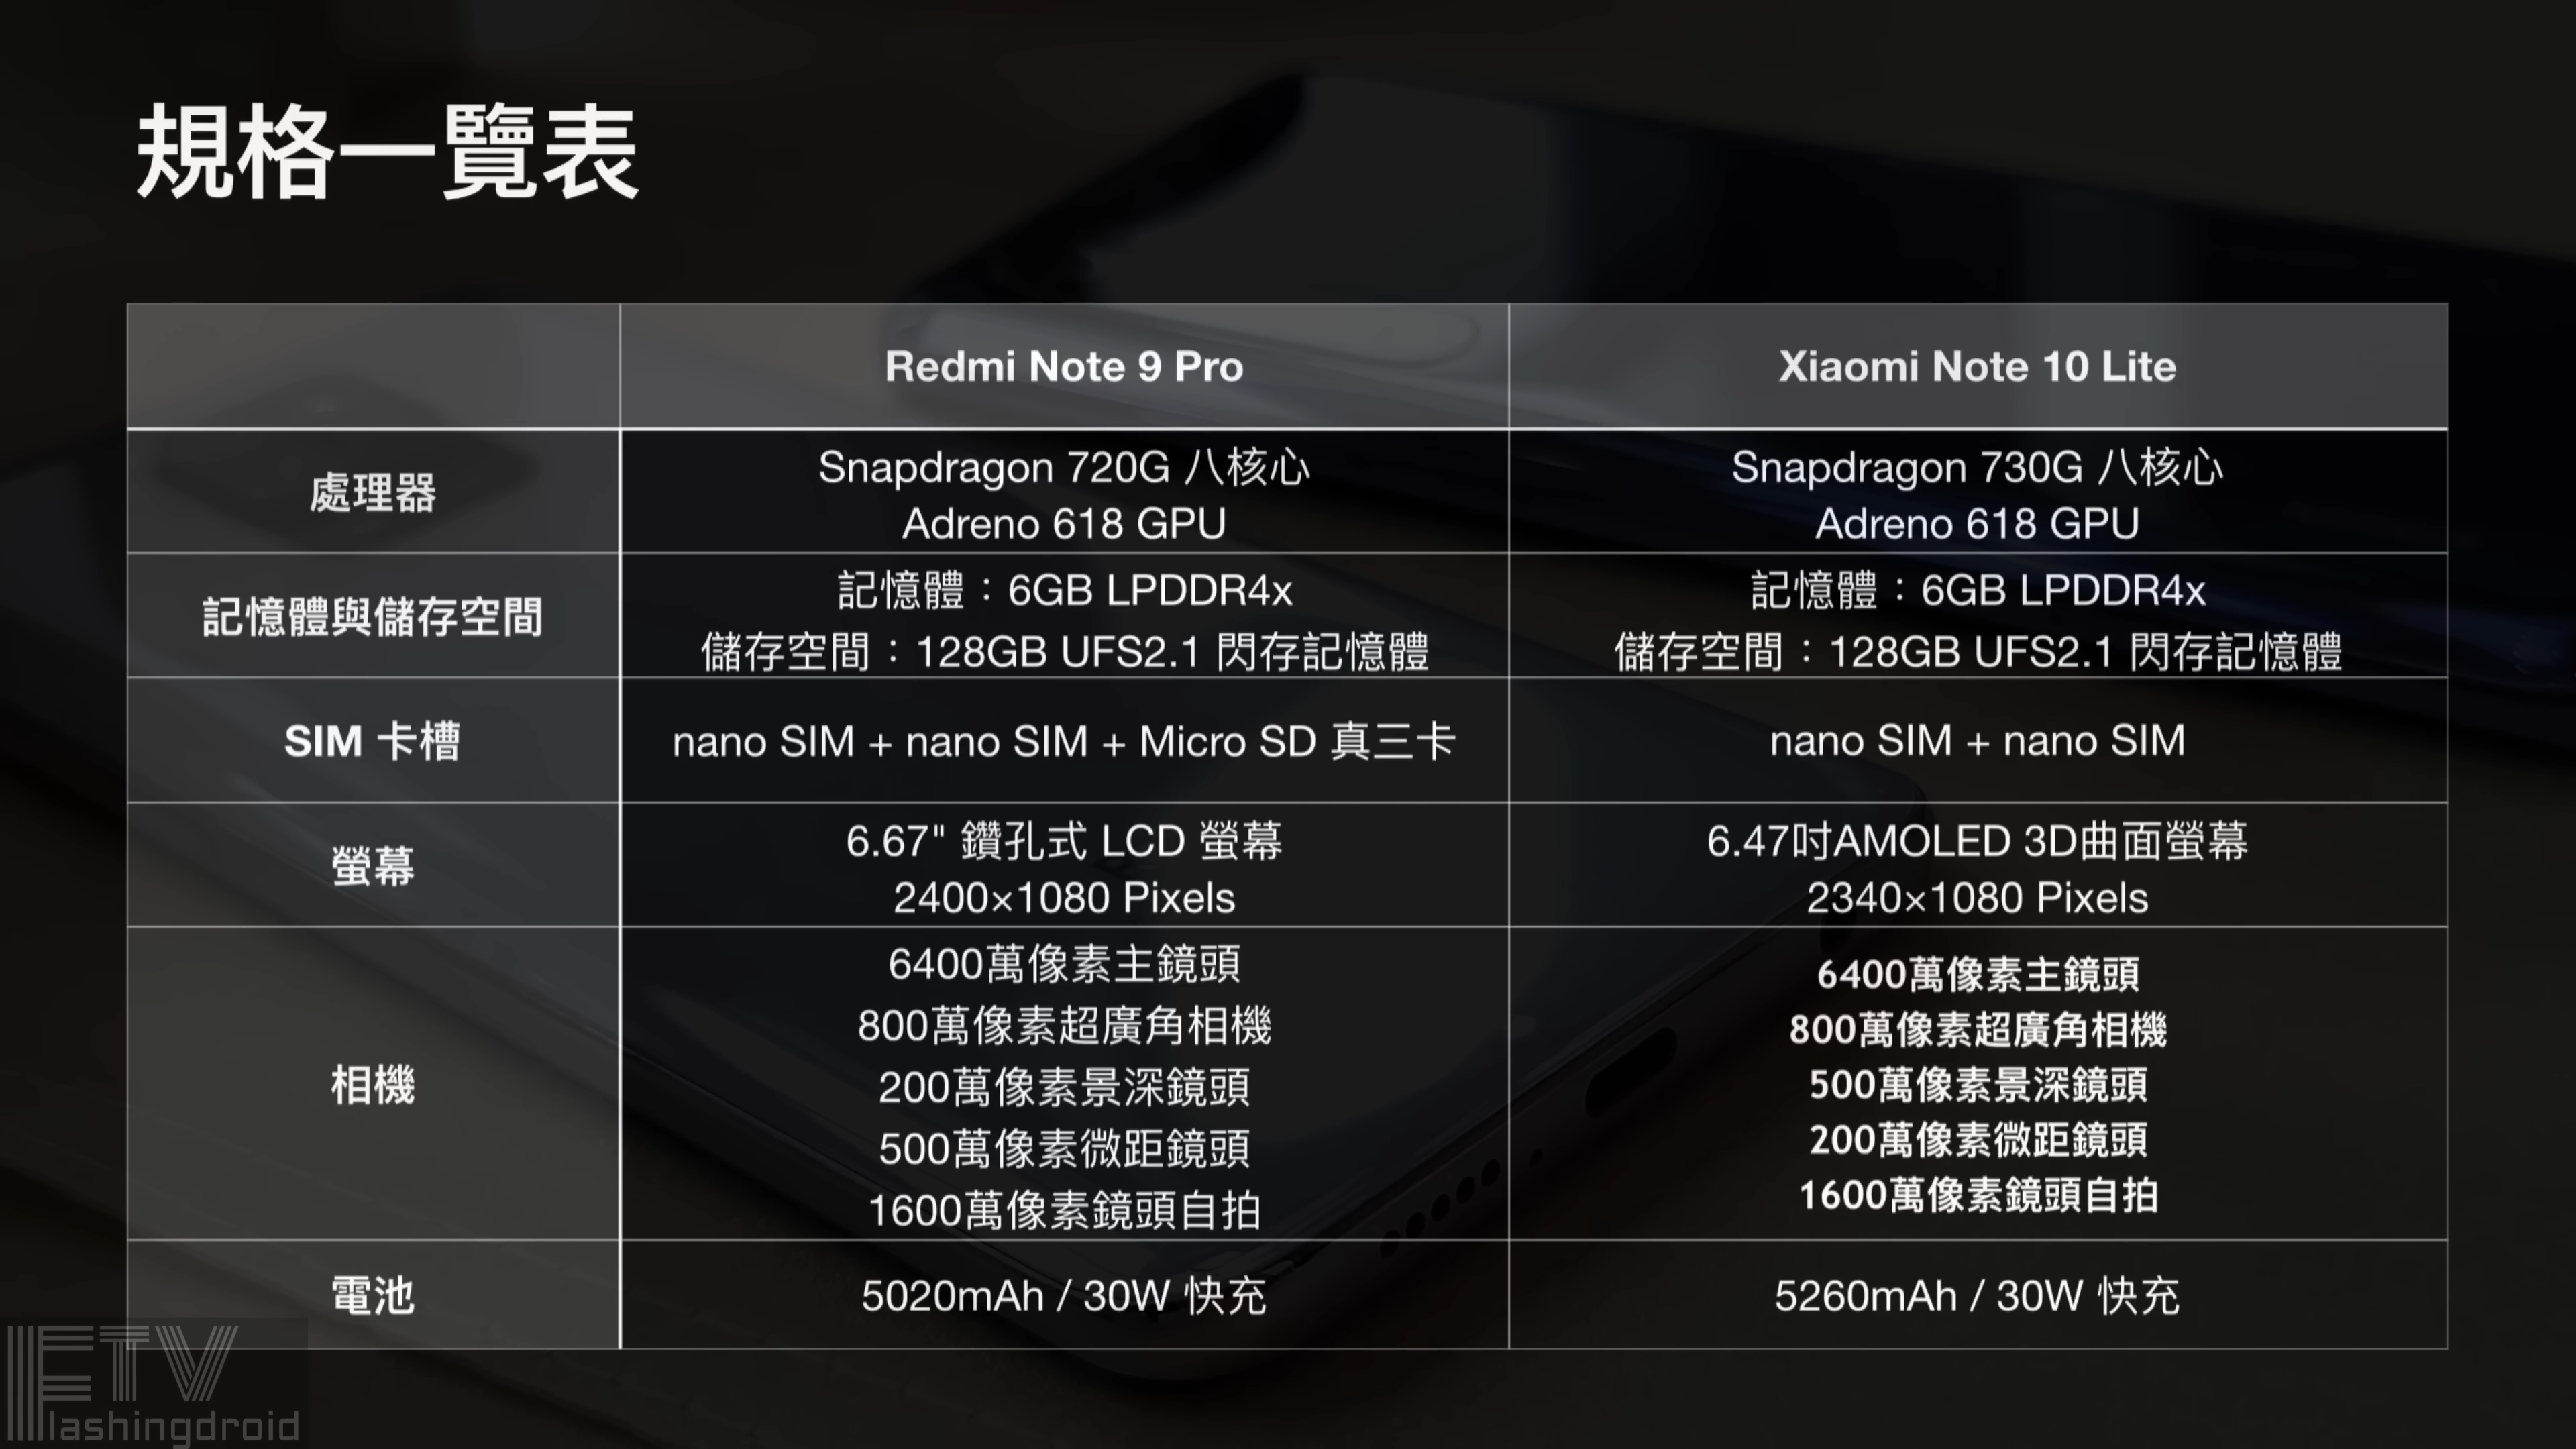 規格一覽表
Redmi Note 9 Pro
Xiaomi Note 10 Lite
處理器
Snapdragon 720G 八核心
Adreno 618 GPU
Snapdragon 730G 八核心
Adreno 618 GPU
記憶體與儲存空間
記憶體：6GB LPDDR4x
儲存空間：128GB UFS2.1 閃存記憶體
記憶體：6GB LPDDR4x
儲存空間：128GB UFS2.1 閃存記憶體
SIM 卡槽
nano SIM + nano SIM + Micro SD 真三卡
nano SIM + nano SIM
螢幕
6.67" 鑽孔式 LCD 螢幕
2400×1080 Pixels
6.47吋AMOLED 3D曲面螢幕
2340×1080 Pixels
相機
6400萬像素主鏡頭
800萬像素超廣角相機
200萬像素景深鏡頭
500萬像素微距鏡頭
1600萬像素鏡頭自拍
6400萬像素主鏡頭
800萬像素超廣角相機
500萬像素景深鏡頭
200萬像素微距鏡頭
1600萬像素鏡頭自拍
電池
5020mAh / 30W 快充
5260mAh / 30W 快充
FTV
lashingdroid